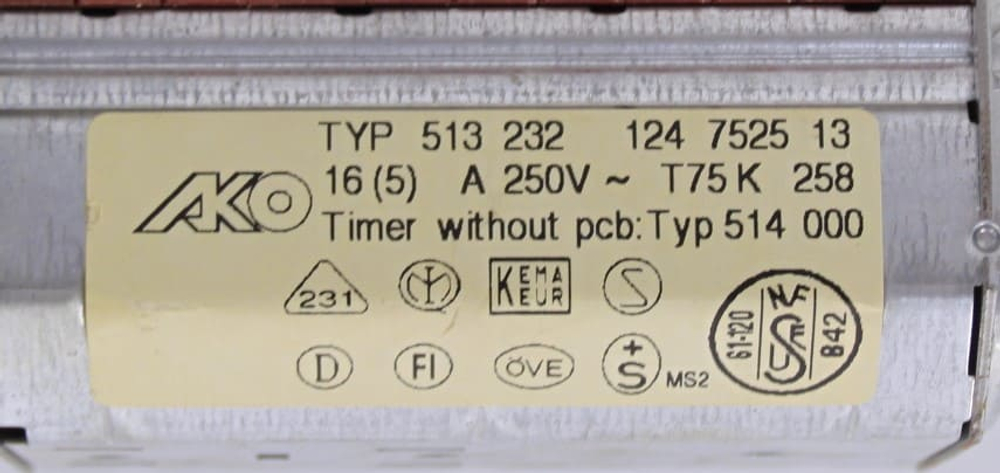 TYP 513 232 124 7525 13
AKO
16 (5) A 250V ~ T75 K 258
Timer without pcb: Typ 514 000
231
KEMA
KEUR
S
D
FI
ÖVE
+
S
MS2
61-120
NF
USE
842